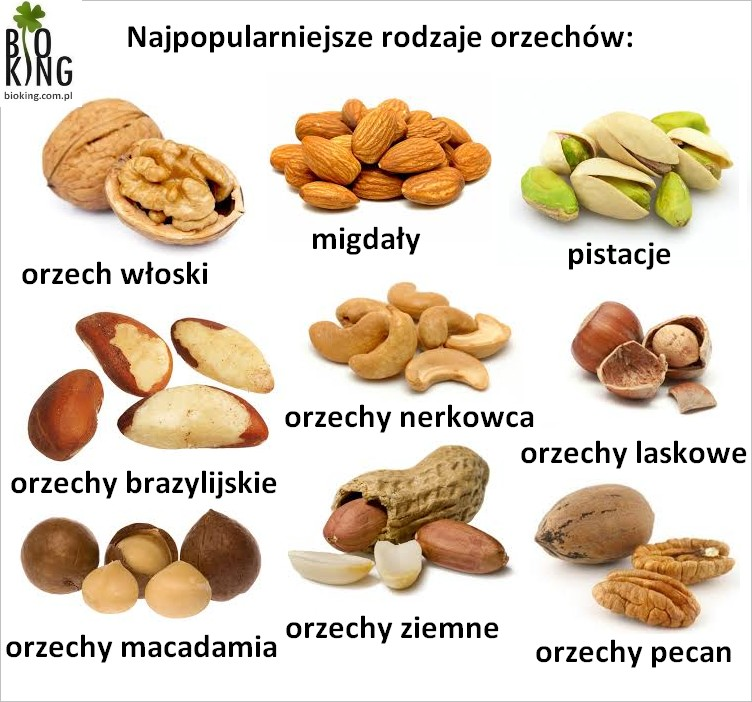 BIO
KING
bioking.com.pl
Najpopularniejsze rodzaje orzechów:
orzech włoski
migdały
pistacje
orzechy brazylijskie
orzechy nerkowca
orzechy laskowe
orzechy macadamia
orzechy ziemne
orzechy pecan